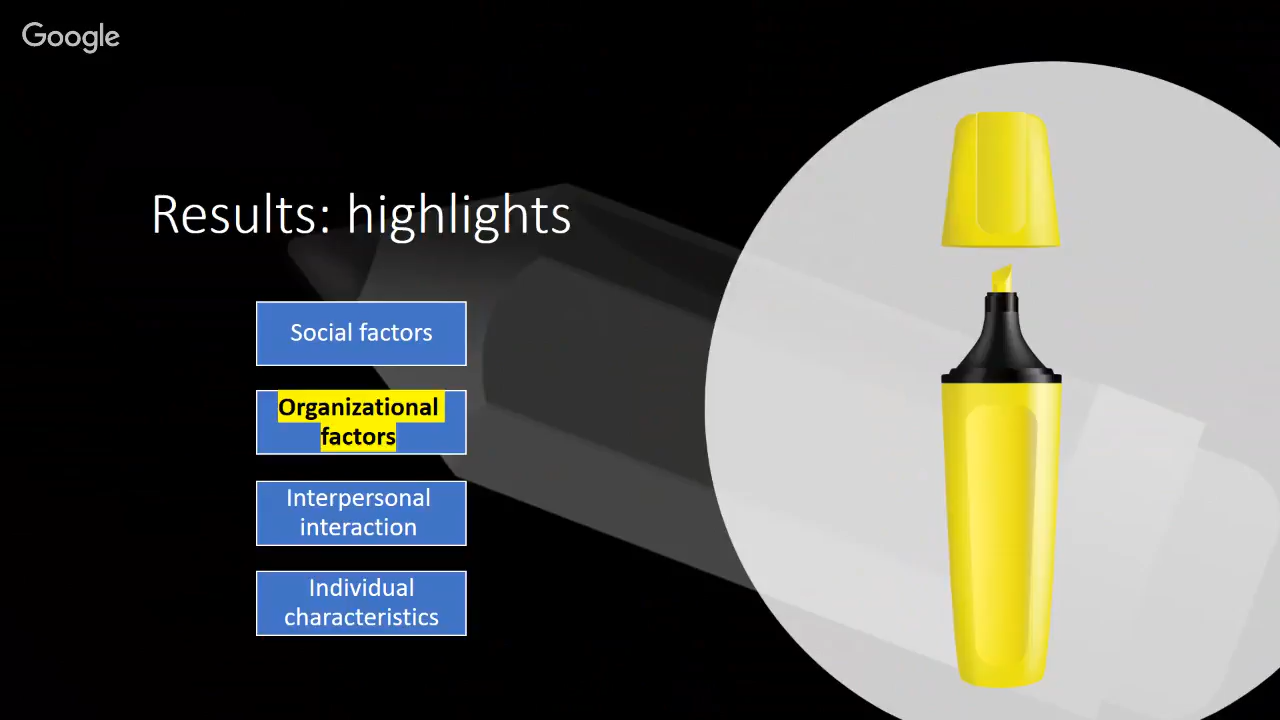 Google
Results: highlights
Social factors
Organizational
factors
Interpersonal
interaction
Individual
characteristics